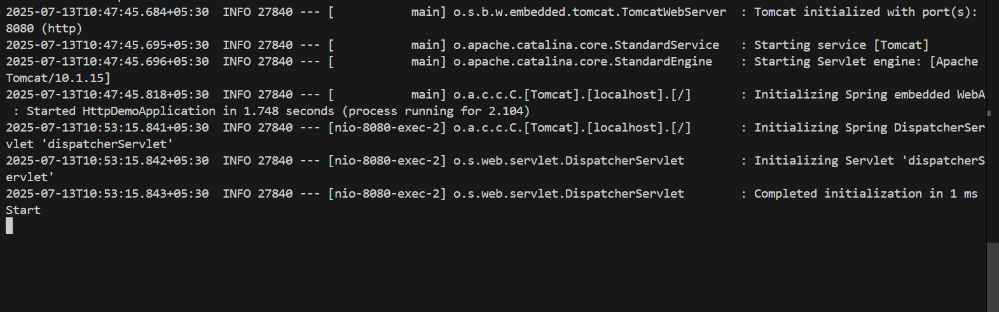 2025-07-13T10:47:45.684+05:30  INFO 27840 --- [           main] o.s.b.w.embedded.tomcat.TomcatWebServer  : Tomcat initialized with port(s):
8080 (http)
2025-07-13T10:47:45.695+05:30  INFO 27840 --- [           main] o.apache.catalina.core.StandardService   : Starting service [Tomcat]
2025-07-13T10:47:45.696+05:30  INFO 27840 --- [           main] o.apache.catalina.core.StandardEngine    : Starting Servlet engine: [Apache
Tomcat/10.1.15]
2025-07-13T10:47:45.818+05:30  INFO 27840 --- [           main] o.a.c.c.C.[Tomcat].[localhost].[/]       : Initializing Spring embedded WebA
 : Started HttpDemoApplication in 1.748 seconds (process running for 2.104)
2025-07-13T10:53:15.841+05:30  INFO 27840 --- [nio-8080-exec-2] o.a.c.c.C.[Tomcat].[localhost].[/]       : Initializing Spring DispatcherSer
vlet 'dispatcherServlet'
2025-07-13T10:53:15.842+05:30  INFO 27840 --- [nio-8080-exec-2] o.s.web.servlet.DispatcherServlet        : Initializing Servlet 'dispatcherS
ervlet'
2025-07-13T10:53:15.843+05:30  INFO 27840 --- [nio-8080-exec-2] o.s.web.servlet.DispatcherServlet        : Completed initialization in 1 ms
Start